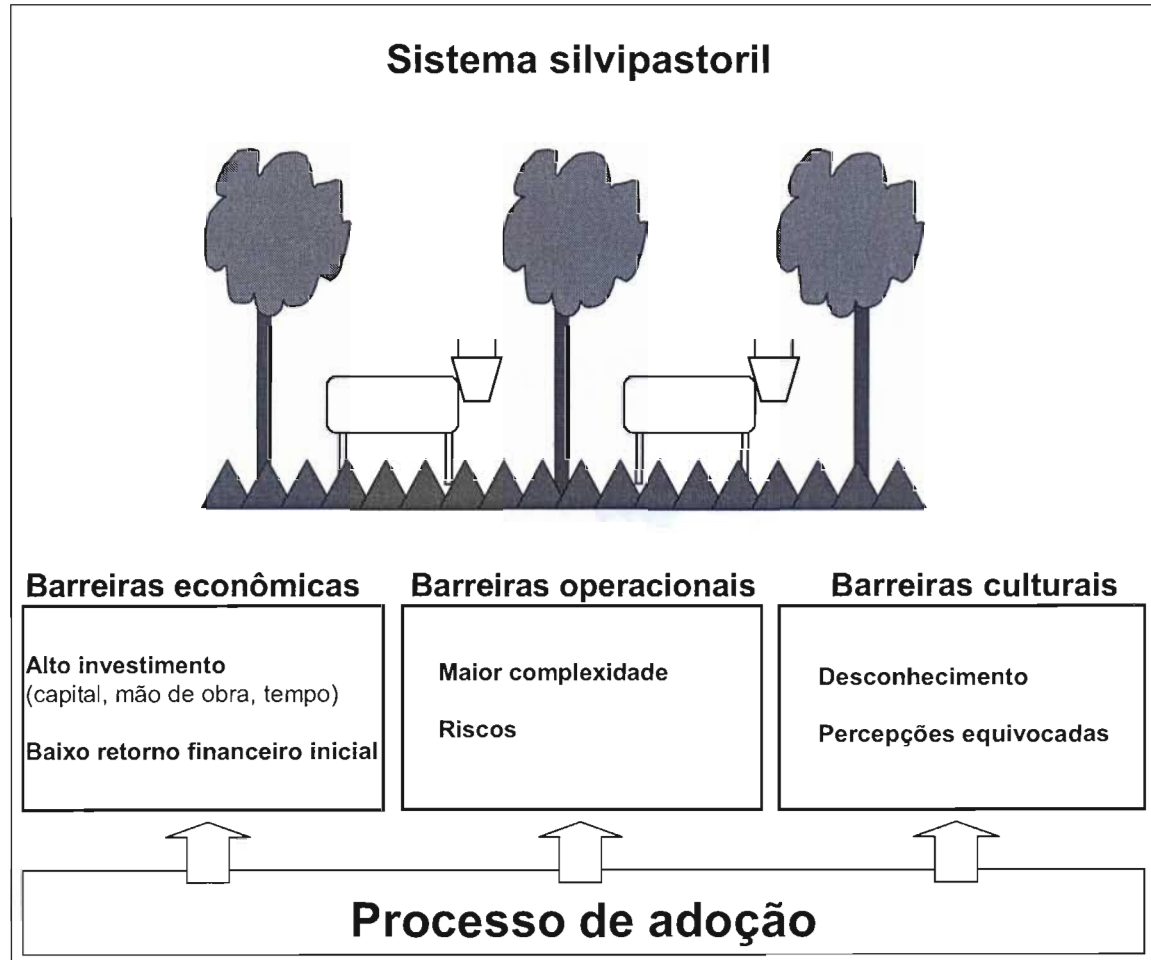 Sistema silvipastoril
Barreiras econômicas
Alto investimento
(capital, mão de obra, tempo)
Baixo retorno financeiro inicial
Barreiras operacionais
Maior complexidade
Riscos
Barreiras culturais
Desconhecimento
Percepções equivocadas
Processo de adoção